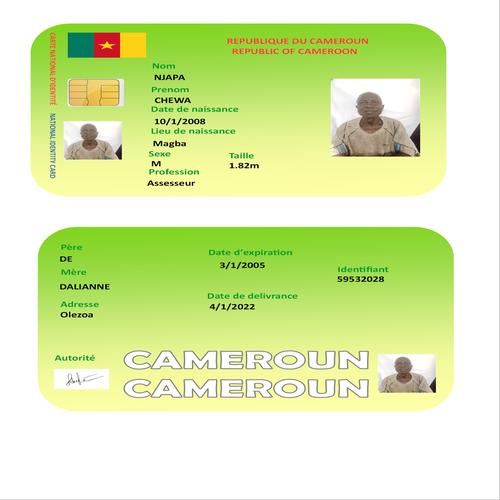 CARTE NATIONAL D'IDENTITÉ
NATIONAL IDENTITY CARD
REPUBLIQUE DU CAMEROUN
REPUBLIC OF CAMEROON
Nom
NJAPA
Prenom
CHEWA
Date de naissance
10/1/2008
Lieu de naissance
Magba
Sexe
M
Taille
1.82m
Profession
Assesseur
Père
DE
Mère
DALIANNE
Adresse
Olezoa
Date d'expiration
3/1/2005
Date de delivrance
4/1/2022
Identifiant
59532028
Autorité
CAMEROUN
CAMEROUN